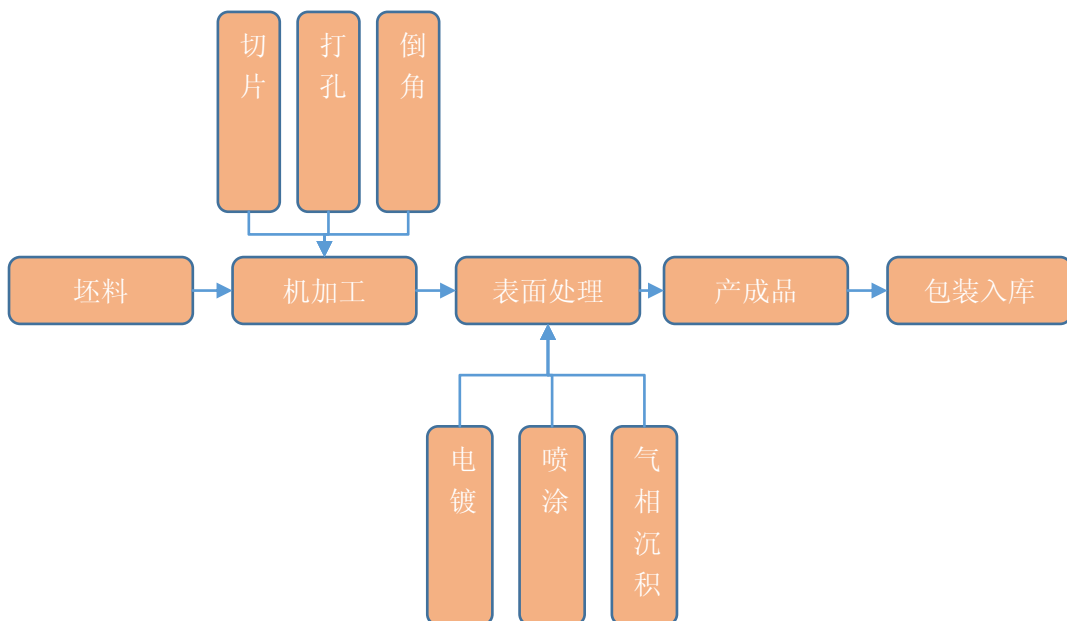 切片
打孔
倒角
坯料
机加工
表面处理
产成品
包装入库
电镀
喷涂
气相沉积